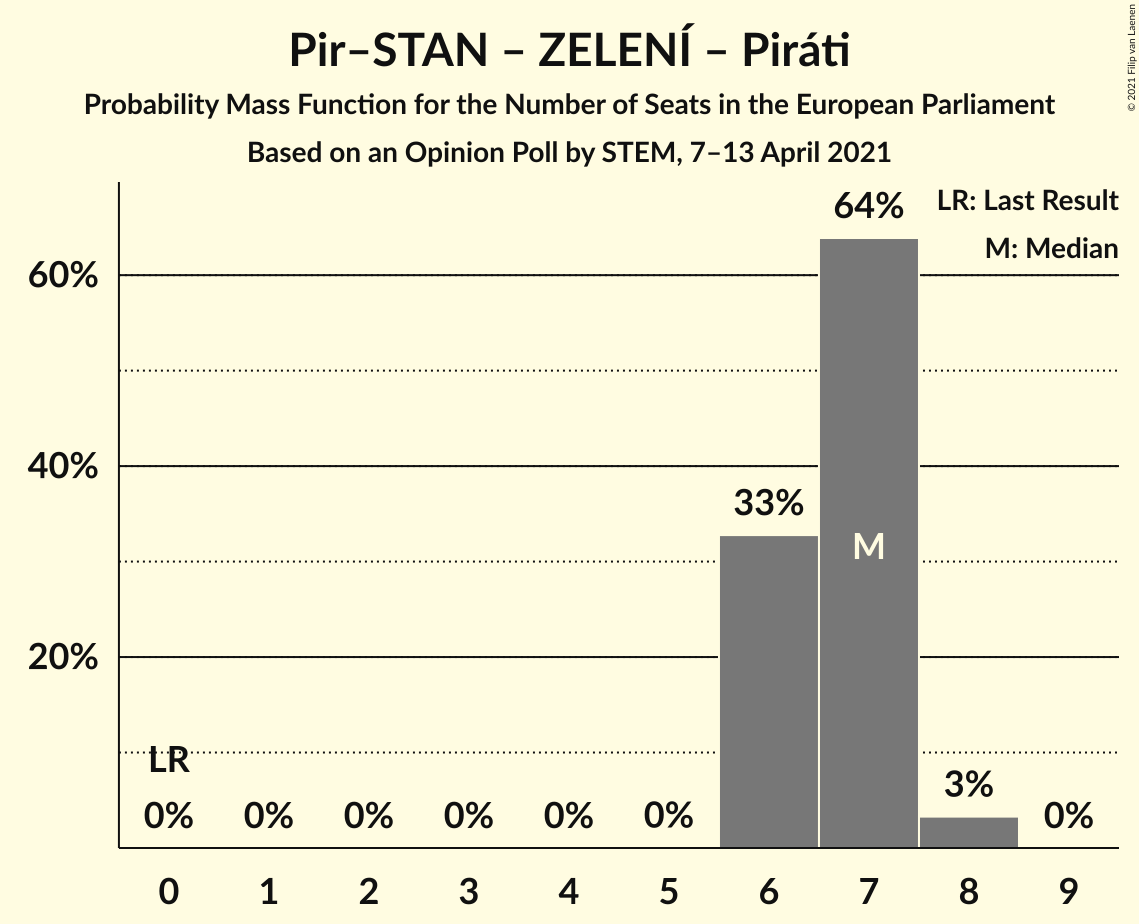 Pir–STAN – ZELENÍ – Piráti
Probability Mass Function for the Number of Seats in the European Parliament
Based on an Opinion Poll by STEM, 7–13 April 2021
© 2021 Filip van Laenen
LR: Last Result
M: Median
64%
60%
40%
33%
M
20%
LR
3%
0% 0% 0% 0% 0% 0% 0%
0 1 2 3 4 5 6 7 8 9